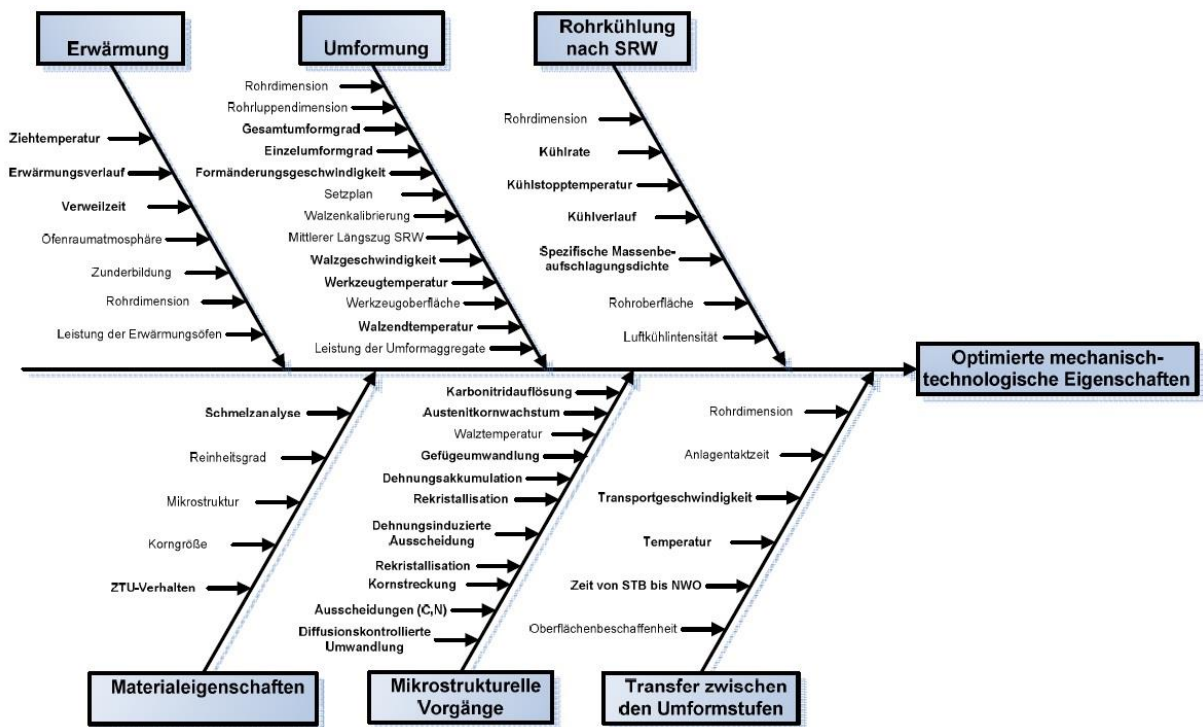 Erwärmung
Ziehtemperatur
Erwärmungsverlauf
Verweilzeit
Öfenraumatmosphäre
Zunderbildung
Rohrdimension
Leistung der Erwärmungsöfen
Umformung
Rohrdimension
Rohrluppendimension
Gesamtumformgrad
Einzelumformgrad
Formänderungsgeschwindigkeit
Setzplan
Walzenkalibrierung
Mittlerer Längszug SRW
Walzgeschwindigkeit
Werkzeugtemperatur
Werkzeugoberfläche
Walzendtemperatur
Leistung der Umformaggregate
Rohrkühlung
nach SRW
Rohrdimension
Kühlrate
Kühlstopptemperatur
Kühlverlauf
Spezifische Massenbe-
aufschlagungsdichte
Rohroberfläche
Luftkühlintensität
Optimierte mechanisch-
technologische Eigenschaften
Schmelzanalyse
Reinheitsgrad
Mikrostruktur
Korngröße
ZTU-Verhalten
Materialeigenschaften
Karbonitridauflösung
Austenitkornwachstum
Walztemperatur
Gefügeumwandlung
Dehnungsakkumulation
Rekristallisation
Dehnungsinduzierte
Ausscheidung
Rekristallisation
Kornstreckung
Ausscheidungen (C,N)
Diffusionskontrollierte
Umwandlung
Mikrostrukturelle
Vorgänge
Rohrdimension
Anlagentaktzeit
Transportgeschwindigkeit
Temperatur
Zeit von STB bis NWO
Oberflächenbeschaffenheit
Transfer zwischen
den Umformstufen